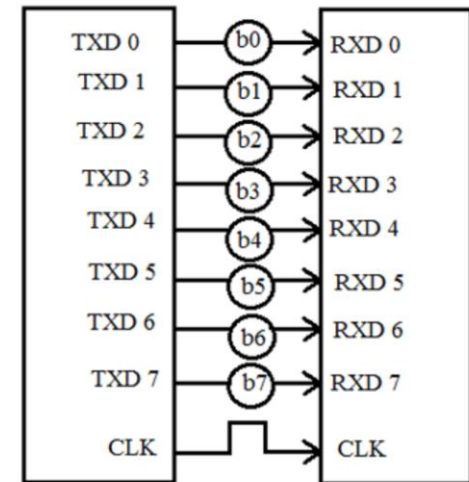 TXD 0 b0 RXD 0
TXD 1 b1 RXD 1
TXD 2 b2 RXD 2
TXD 3 b3 RXD 3
TXD 4 b4 RXD 4
TXD 5 b5 RXD 5
TXD 6 b6 RXD 6
TXD 7 b7 RXD 7
CLK CLK